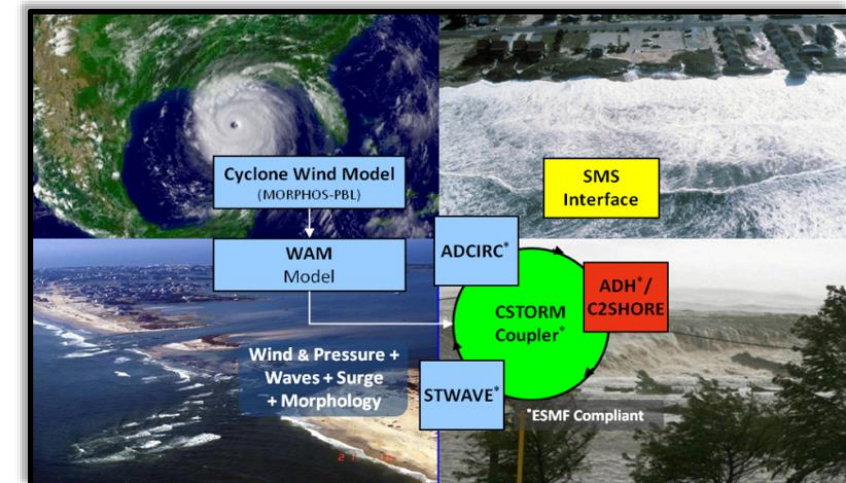 Cyclone Wind Model
(MORPHOS-PBL)
SMS
Interface
WAM
Model
ADCIRC*
ADH*/
C2SHORE
CSTORM
Coupler*
Wind & Pressure +
Waves + Surge
+ Morphology
STWAVE*
*ESMF Compliant